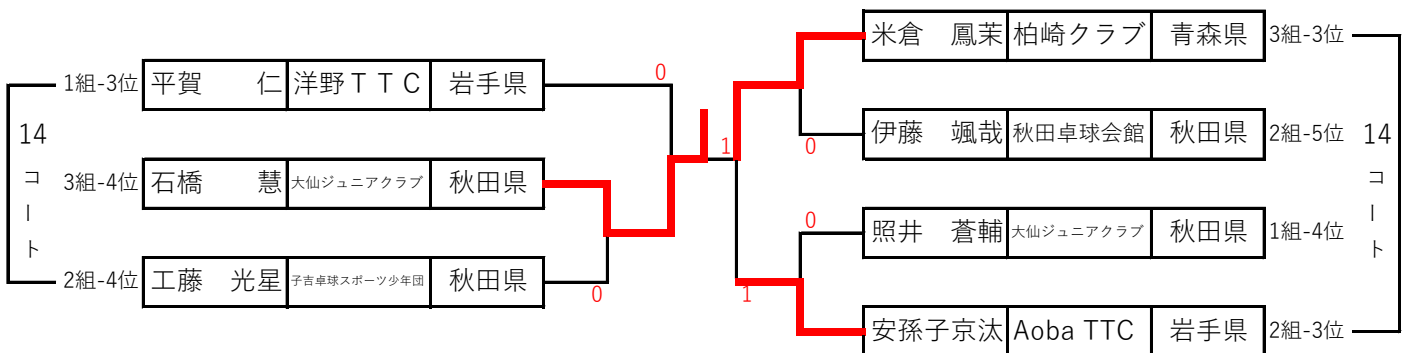 1組-3位 平賀　仁 洋野ＴＴＣ 岩手県
3組-4位 石橋　慧 大仙ジュニアクラブ 秋田県
2組-4位 工藤　光星 子吉卓球スポーツ少年団 秋田県
14コート
0
0
1
米倉　鳳茉 柏崎クラブ 青森県 3組-3位
伊藤　颯哉 秋田卓球会館 秋田県 2組-5位
照井　蒼輔 大仙ジュニアクラブ 秋田県 1組-4位
安孫子京汰 Aoba TTC 岩手県 2組-3位
0
0
1
14コート